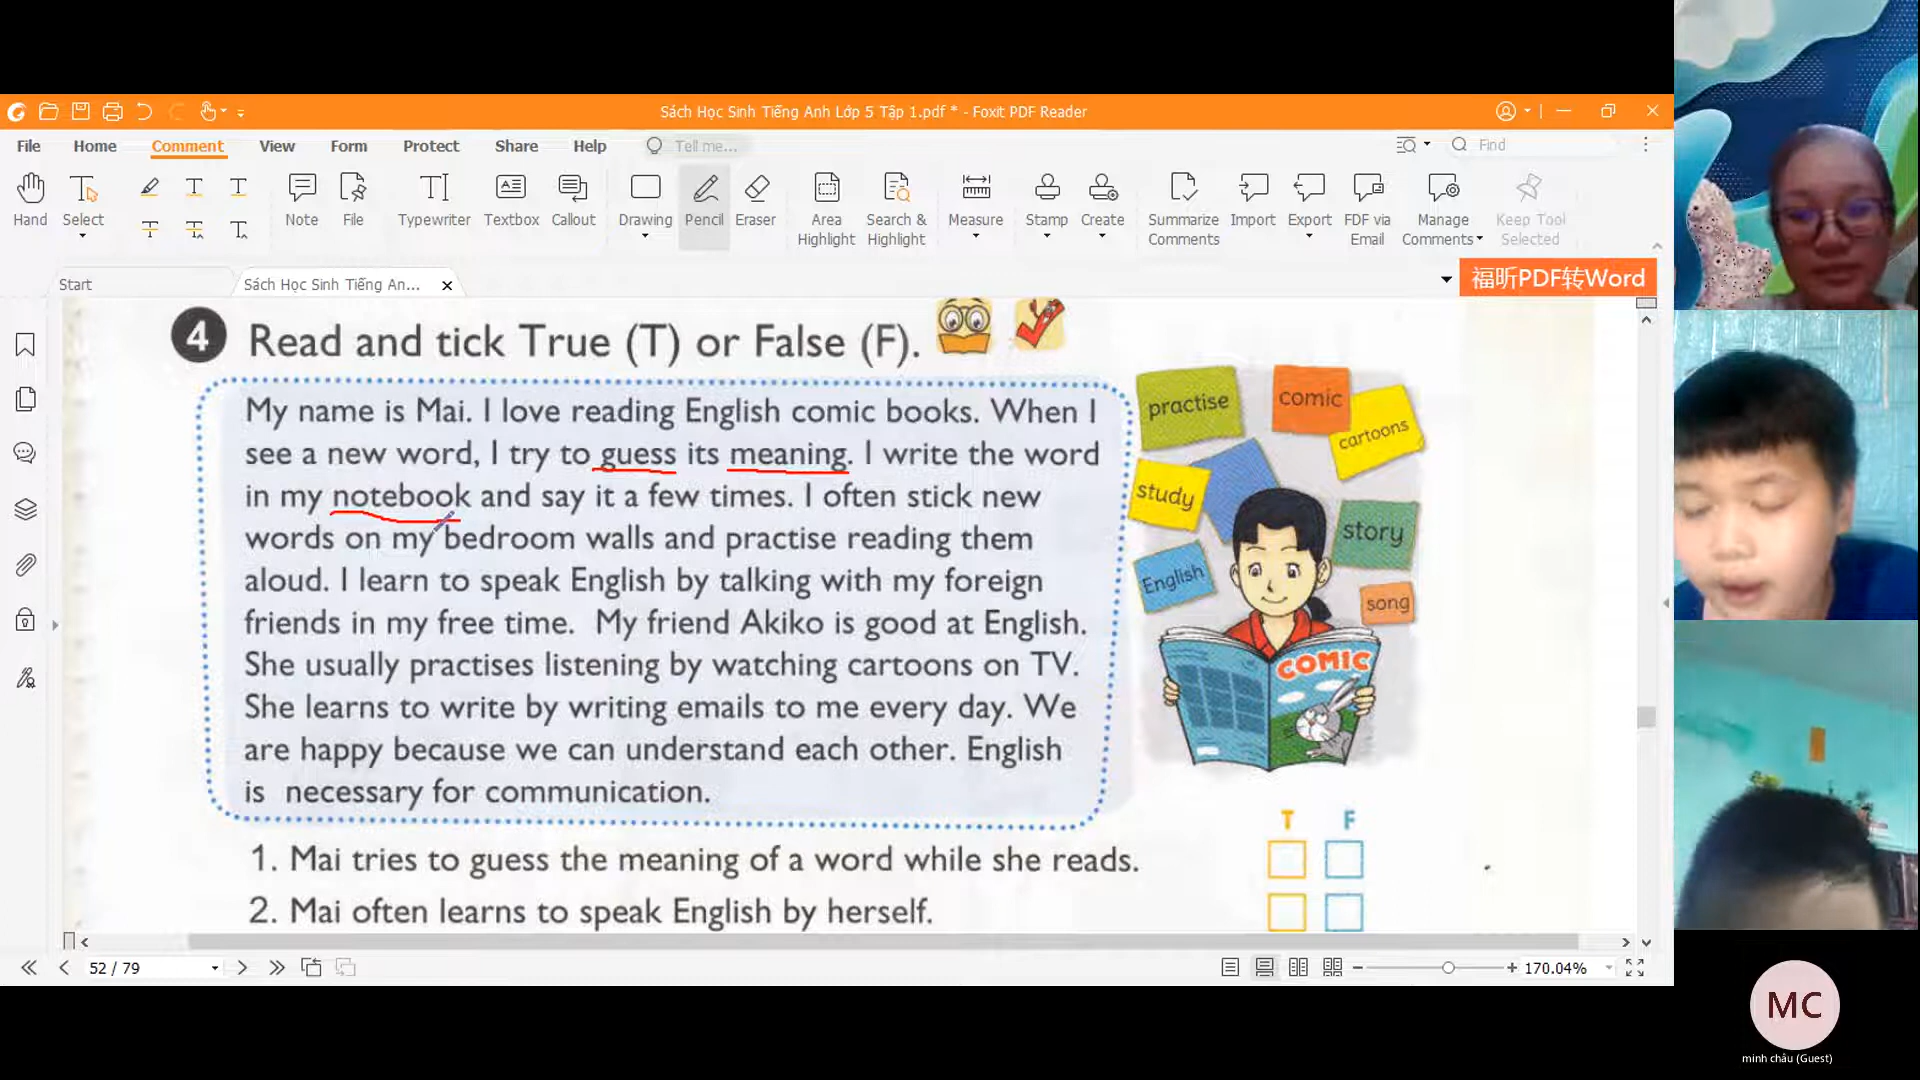 Sách Học Sinh Tiếng Anh Lớp 5 Tập 1.pdf * - Foxit PDF Reader
File Home Comment View Form Protect Share Help Tell me... Find
Hand Select Note File Typewriter Textbox Callout Drawing Pencil Eraser Area Highlight Search & Highlight Measure Stamp Create Summarize Comments Import Export FDF via Email Manage Comments Keep Tool Selected
Start Sách Học Sinh Tiếng An... 福昕PDF转Word
4 Read and tick True (T) or False (F).
My name is Mai. I love reading English comic books. When I
see a new word, I try to guess its meaning. I write the word
in my notebook and say it a few times. I often stick new
words on my bedroom walls and practise reading them
aloud. I learn to speak English by talking with my foreign
friends in my free time. My friend Akiko is good at English.
She usually practises listening by watching cartoons on TV.
She learns to write by writing emails to me every day. We
are happy because we can understand each other. English
is necessary for communication.
practise
comic
cartoons
study
story
English
song
COMIC
T F
1. Mai tries to guess the meaning of a word while she reads.
2. Mai often learns to speak English by herself.
52 / 79
170.04%
MC
minh châu (Guest)